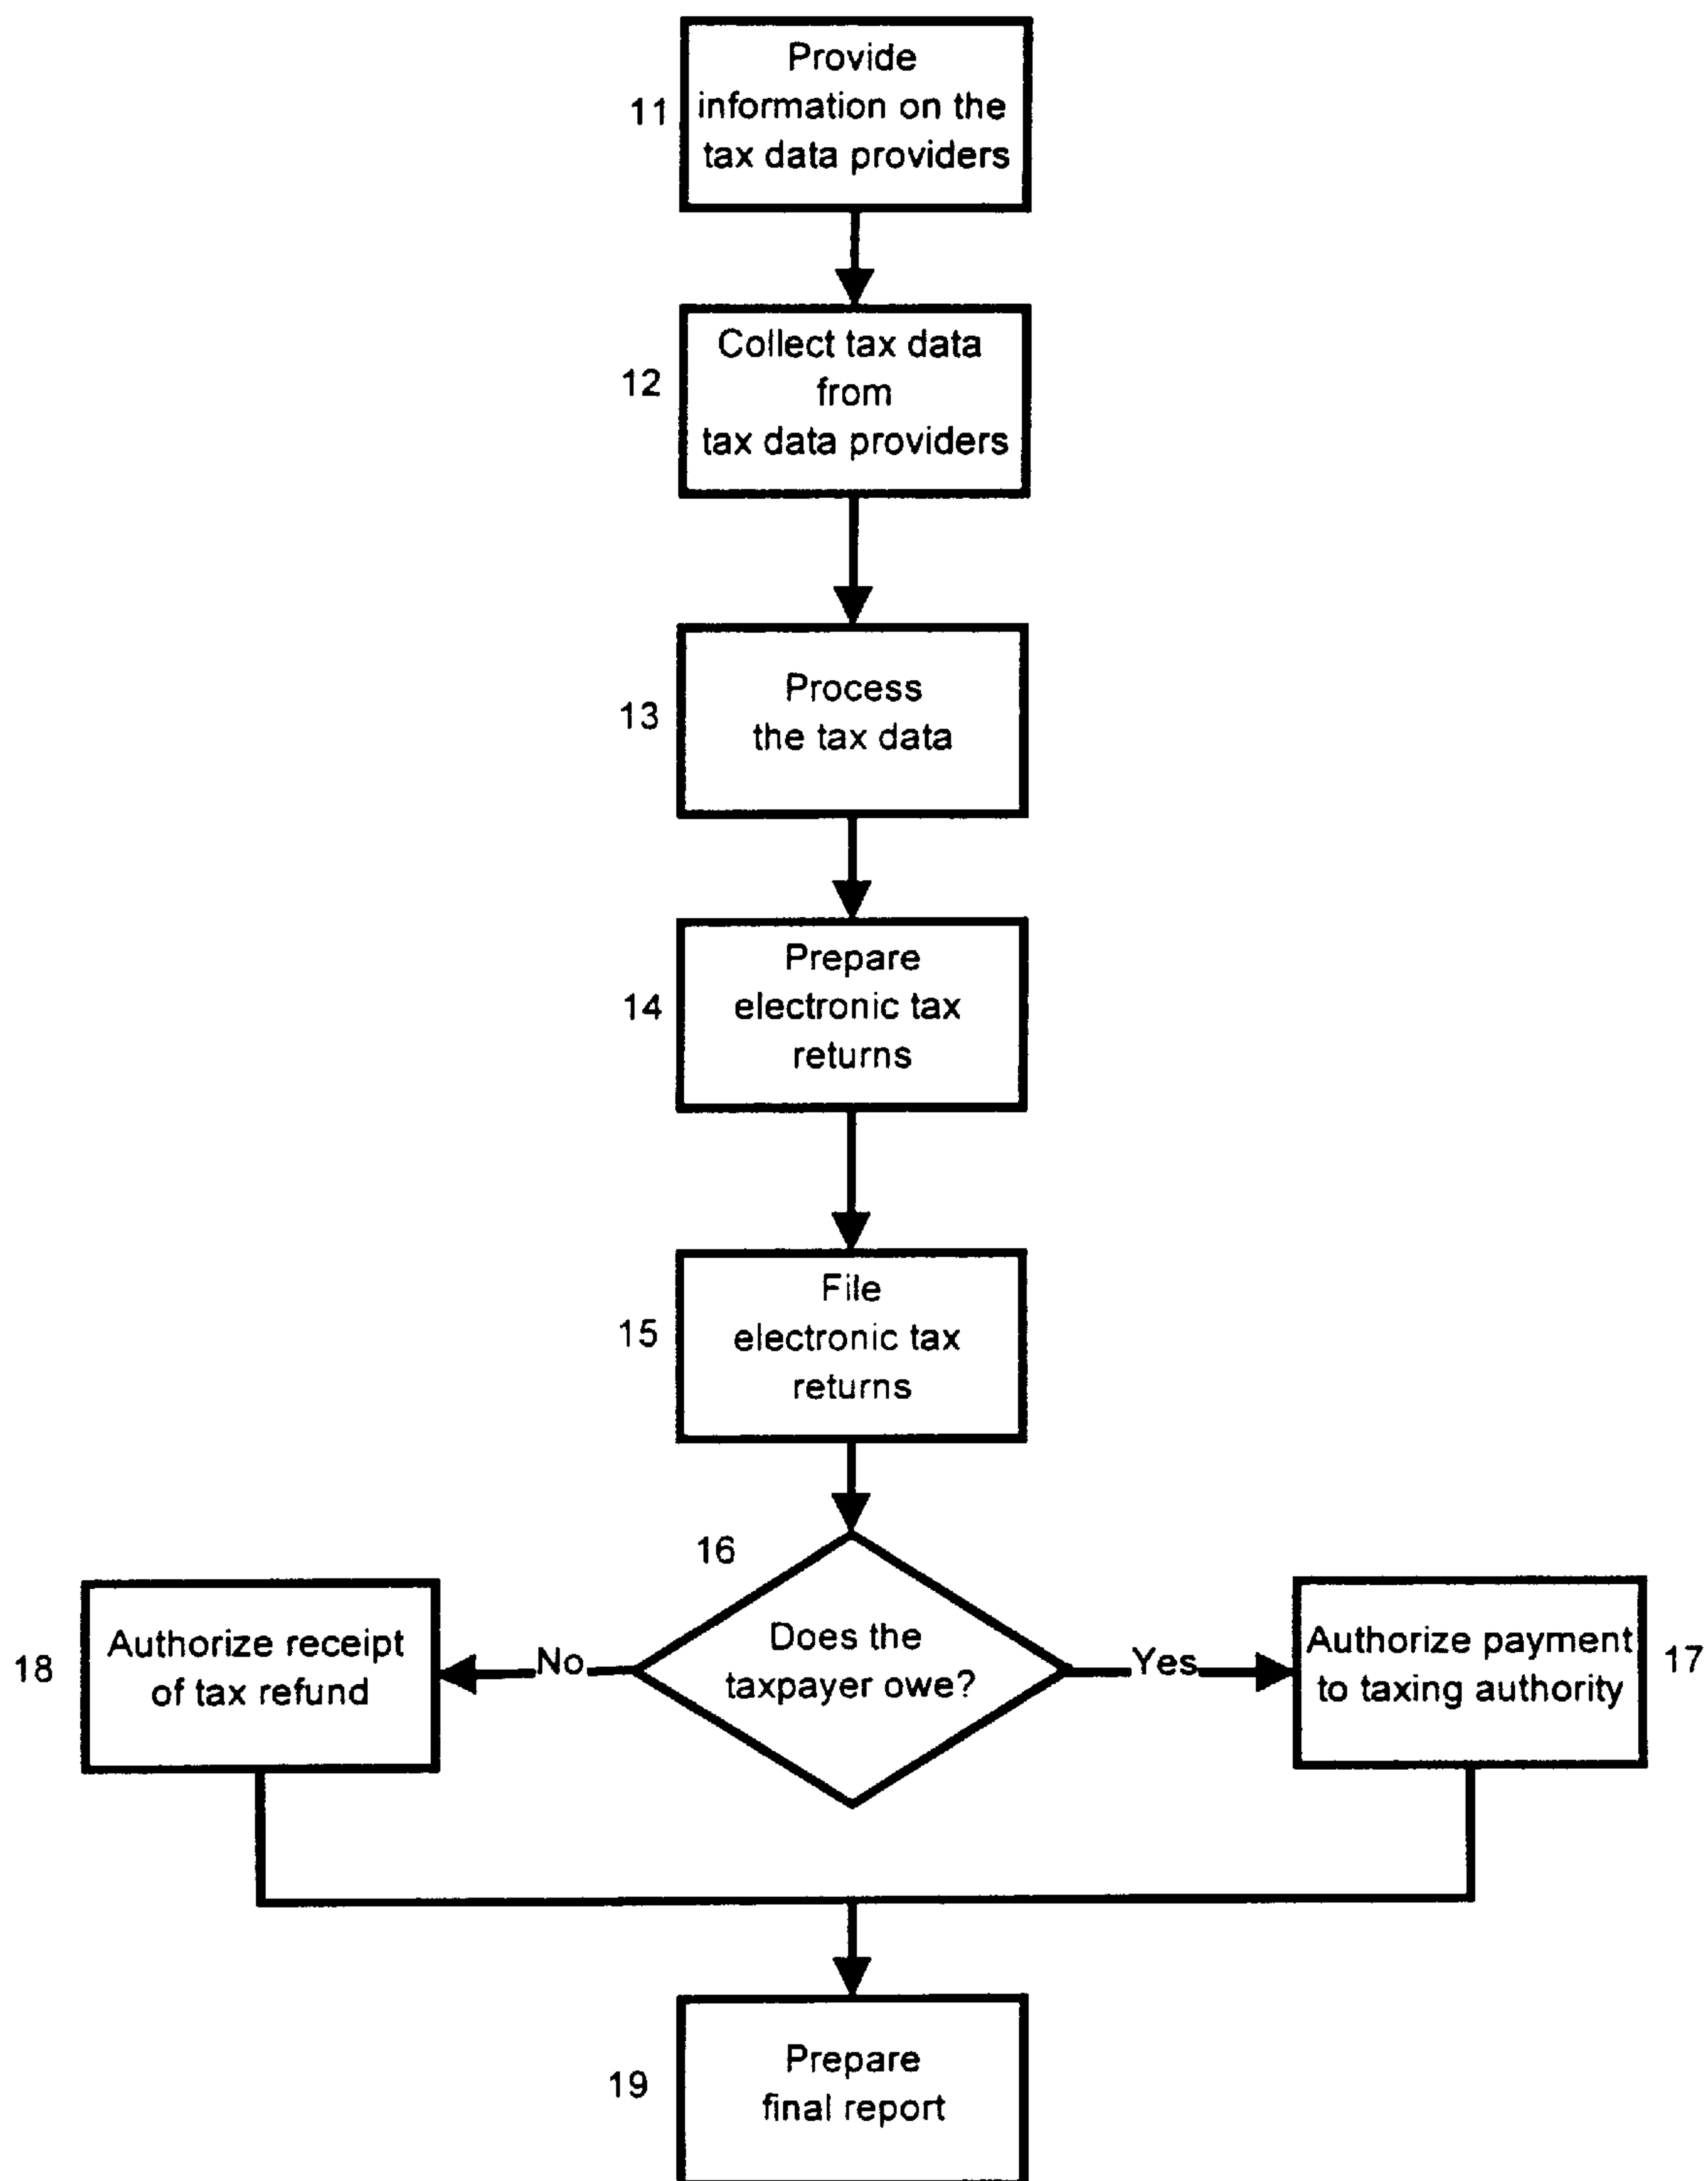 Provide
11
information on the
tax data providers
Collect tax data
12
from
tax data providers
Process
13
the tax data
Prepare
14
electronic tax
returns
File
15
electronic tax
returns
16
Does the
taxpayer owe?
No
Yes
18
Authorize receipt
of tax refund
Authorize payment
to taxing authority
17
Prepare
19
final report